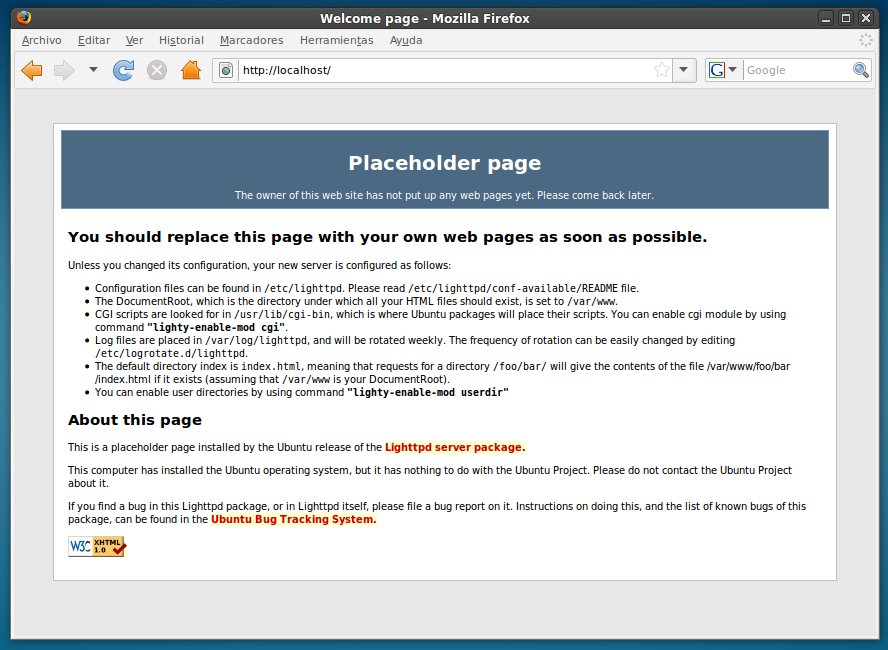 Welcome page - Mozilla Firefox
Archivo Editar Ver Historial Marcadores Herramientas Ayuda
http://localhost/
G
Google
Placeholder page
The owner of this web site has not put up any web pages yet. Please come back later.
You should replace this page with your own web pages as soon as possible.
Unless you changed its configuration, your new server is configured as follows:
• Configuration files can be found in /etc/lighttpd. Please read /etc/lighttpd/conf-available/README file.
• The DocumentRoot, which is the directory under which all your HTML files should exist, is set to /var/www.
• CGI scripts are looked for in /usr/lib/cgi-bin, which is where Ubuntu packages will place their scripts. You can enable cgi module by using
command "lighty-enable-mod cgi".
• Log files are placed in /var/log/lighttpd, and will be rotated weekly. The frequency of rotation can be easily changed by editing
/etc/logrotate.d/lighttpd.
• The default directory index is index.html, meaning that requests for a directory /foo/bar/ will give the contents of the file /var/www/foo/bar
/index.html if it exists (assuming that /var/www is your DocumentRoot).
• You can enable user directories by using command "lighty-enable-mod userdir"
About this page
This is a placeholder page installed by the Ubuntu release of the Lighttpd server package.
This computer has installed the Ubuntu operating system, but it has nothing to do with the Ubuntu Project. Please do not contact the Ubuntu Project
about it.
If you find a bug in this Lighttpd package, or in Lighttpd itself, please file a bug report on it. Instructions on doing this, and the list of known bugs of this
package, can be found in the Ubuntu Bug Tracking System.
W3C XHTML
1.0